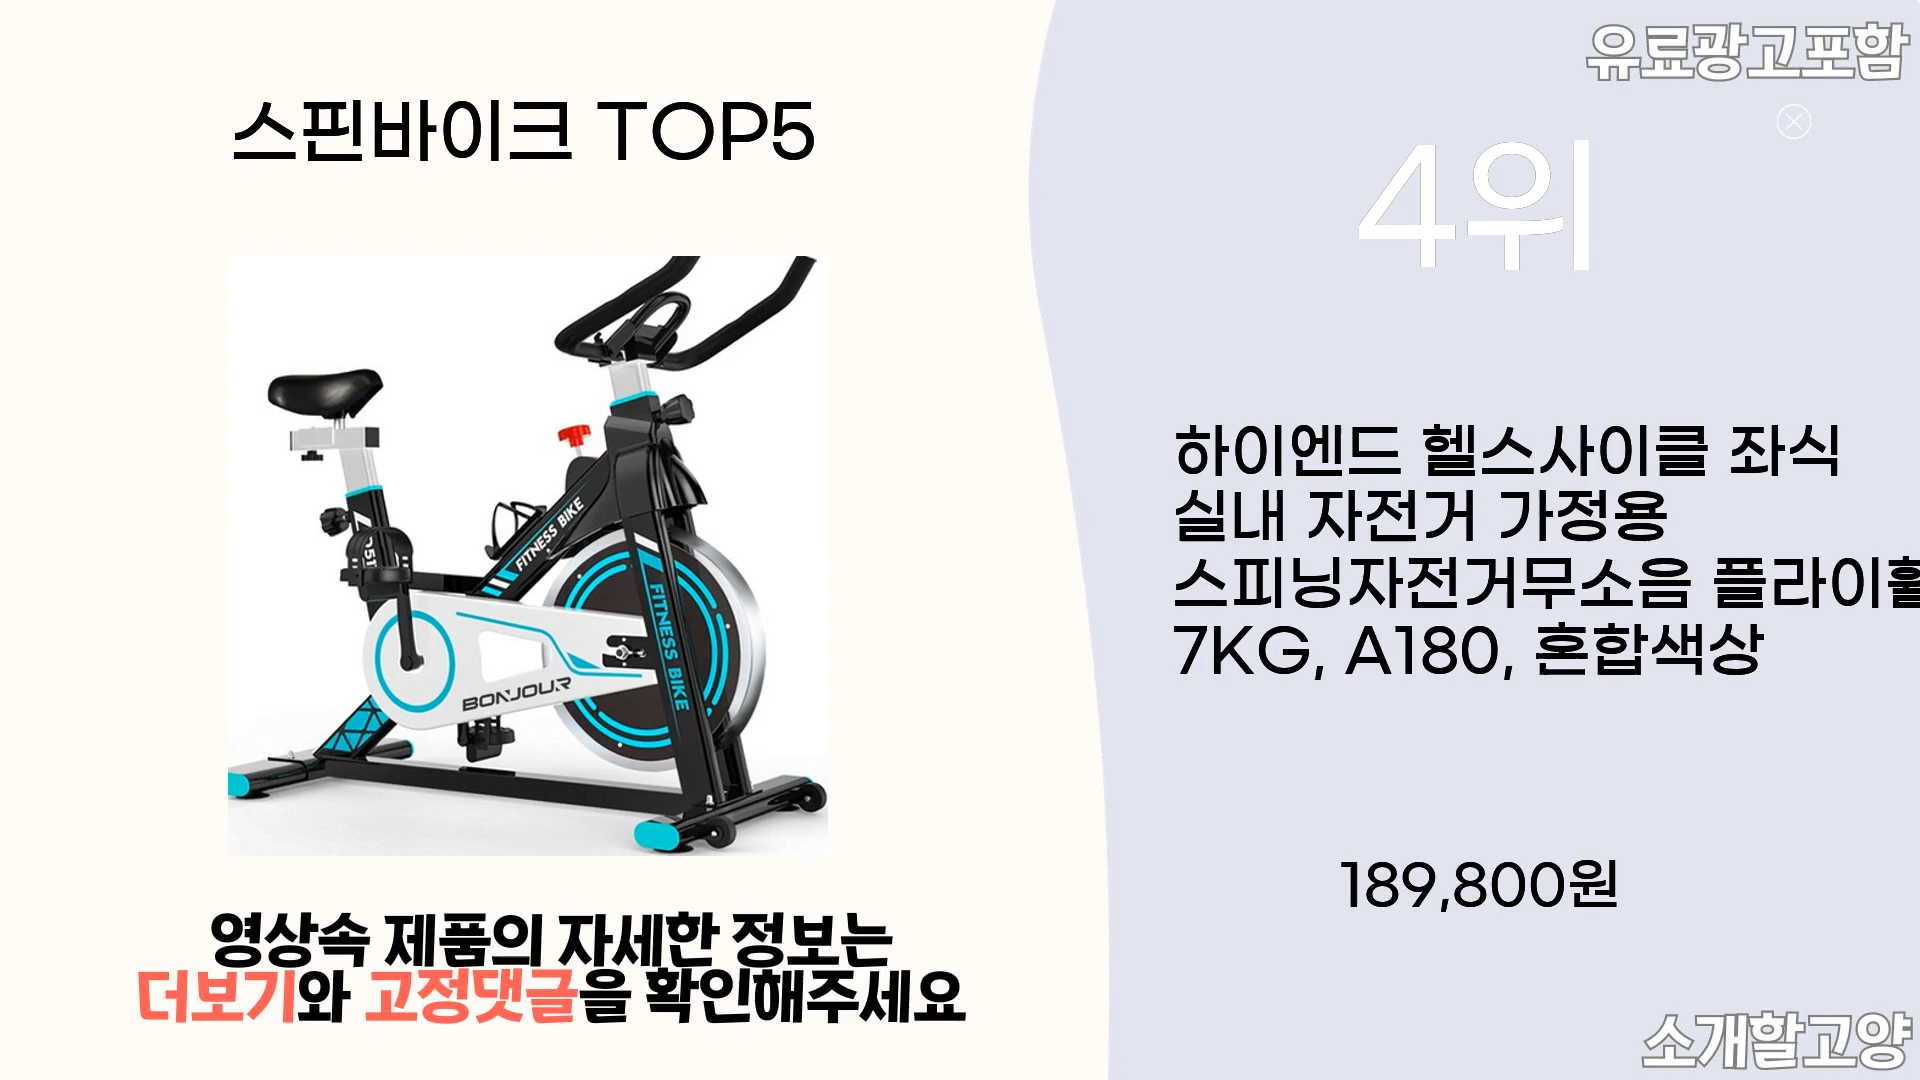 유료광고포함
스핀바이크 TOP5
4위
하이엔드 헬스사이클 좌식
실내 자전거 가정용
스피닝자전거무소음 플라이휠
7KG, A180, 혼합색상
189,800원
FITNESS BIKE
FITNESS BIKE
BONJOUR
영상속 제품의 자세한 정보는
더보기와 고정댓글을 확인해주세요
소개할고양